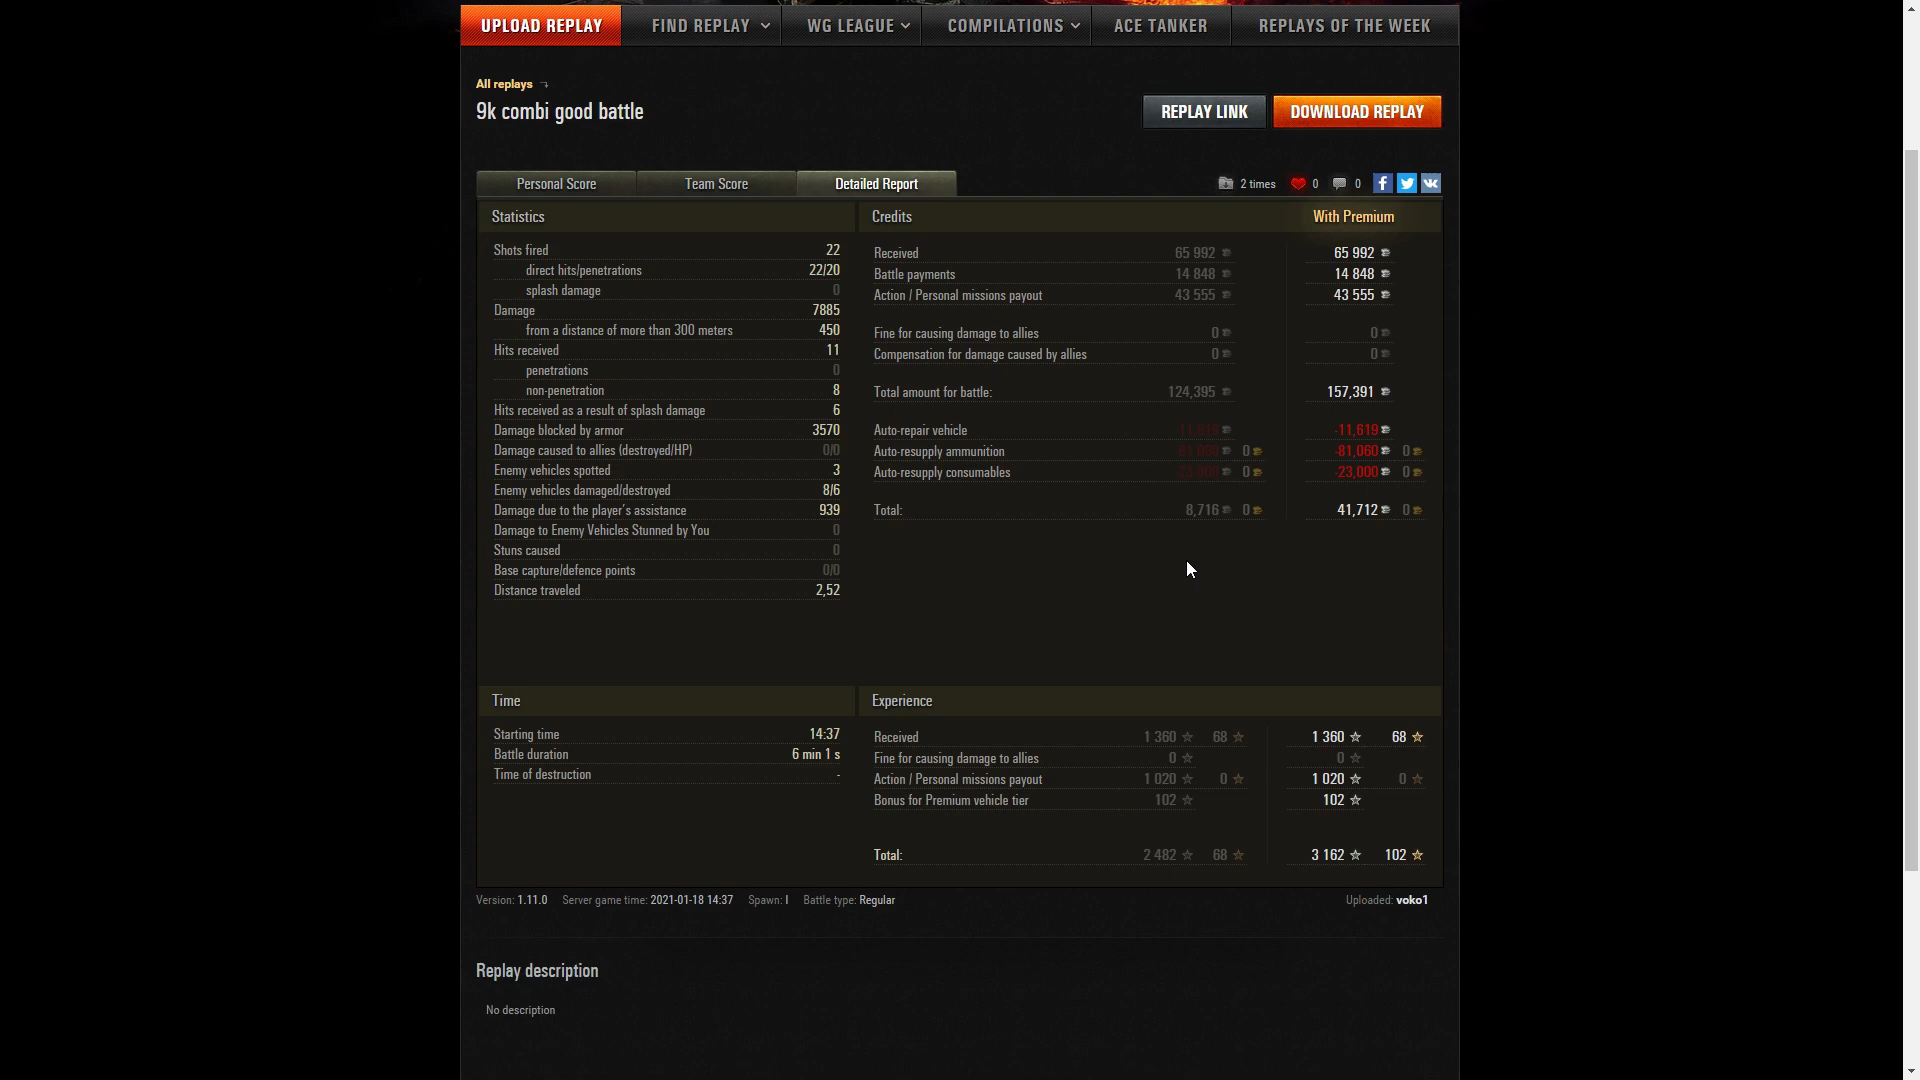 UPLOAD REPLAY FIND REPLAY WG LEAGUE COMPILATIONS ACE TANKER REPLAYS OF THE WEEK
All replays
9k combi good battle
REPLAY LINK DOWNLOAD REPLAY
Personal Score Team Score Detailed Report 2 times 0 0
Statistics
Shots fired 22
direct hits/penetrations 22/20
splash damage 0
Damage 7885
from a distance of more than 300 meters 450
Hits received 11
penetrations 0
non-penetration 8
Hits received as a result of splash damage 6
Damage blocked by armor 3570
Damage caused to allies (destroyed/HP) 0/0
Enemy vehicles spotted 3
Enemy vehicles damaged/destroyed 8/6
Damage due to the player's assistance 939
Damage to Enemy Vehicles Stunned by You 0
Stuns caused 0
Base capture/defence points 0/0
Distance traveled 2,52
Credits With Premium
Received 65 992 65 992
Battle payments 14 848 14 848
Action / Personal missions payout 43 555 43 555
Fine for causing damage to allies 0 0
Compensation for damage caused by allies 0 0
Total amount for battle: 124,395 157,391
Auto-repair vehicle -11,619 -11,619
Auto-resupply ammunition -81,060 0 -81,060 0
Auto-resupply consumables -23,000 0 -23,000 0
Total: 8,716 0 41,712 0
Time
Starting time 14:37
Battle duration 6 min 1 s
Time of destruction -
Experience
Received 1 360 68 1 360 68
Fine for causing damage to allies 0 0
Action / Personal missions payout 1 020 0 1 020 0
Bonus for Premium vehicle tier 102 102
Total: 2 482 68 3 162 102
Version: 1.11.0 Server game time: 2021-01-18 14:37 Spawn: I Battle type: Regular Uploaded: voko1
Replay description
No description